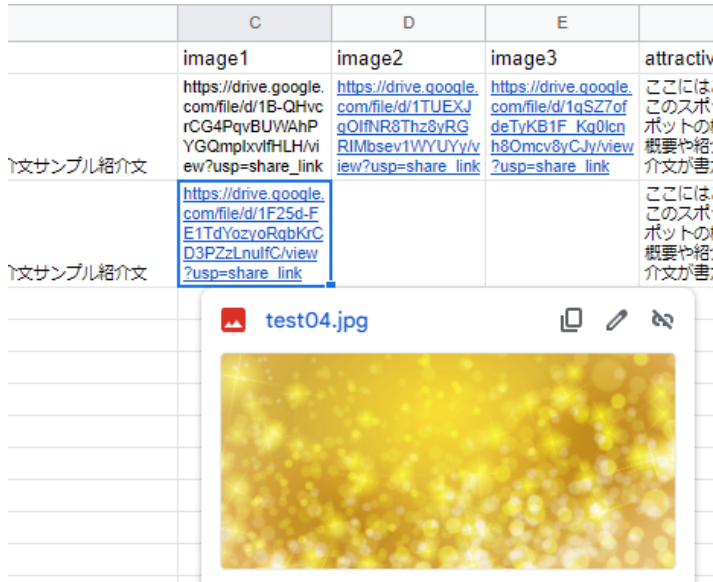 C D E
image1 image2 image3 attractiv
https://drive.google.
com/file/d/1B-QHvc
rCG4PqvBUWAhP
YGQmpIxvIfHLH/vi
ew?usp=share_link
https://drive.google.
com/file/d/1TUEXJ
gOIfNR8Thz8yRG
RIMbsev1WYUYy/v
iew?usp=share_link
https://drive.google.
com/file/d/1qSZ7of
deTyKB1F_Kq0lcn
h8Omcv8yCJy/view
?usp=share_link
ここには
このスポ
ポットの
概要や紹
介文が書
介文サンプル紹介文
https://drive.google.
com/file/d/1F25d-F
E1TdYozyoRqbKrC
D3PZzLnulfC/view
?usp=share_link
ここには
このスポ
ポットの
概要や紹
介文が書
介文サンプル紹介文
test04.jpg